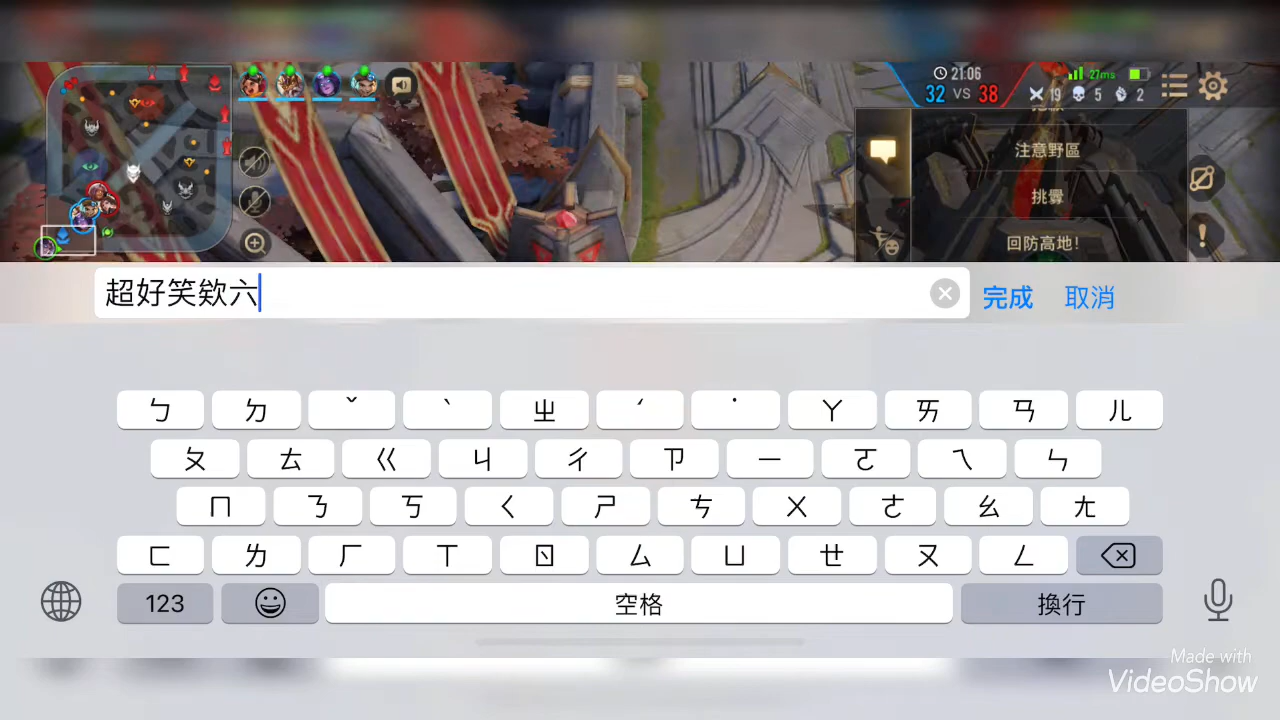 21:06
27ms
32 VS 38
19
5
2
注意野區
挑釁
回防高地!
超好笑欸六
完成
取消
ㄅ ㄉ ˇ ˋ ㄓ ˊ ˙ ㄚ ㄞ ㄢ ㄦ
ㄆ ㄊ ㄍ ㄐ ㄔ ㄗ ㄧ ㄛ ㄟ ㄣ
ㄇ ㄋ ㄎ ㄑ ㄕ ㄘ ㄨ ㄜ ㄠ ㄤ
ㄈ ㄌ ㄏ ㄒ ㄖ ㄙ ㄩ ㄝ ㄡ ㄥ
123
空格
換行
Made with
VideoShow